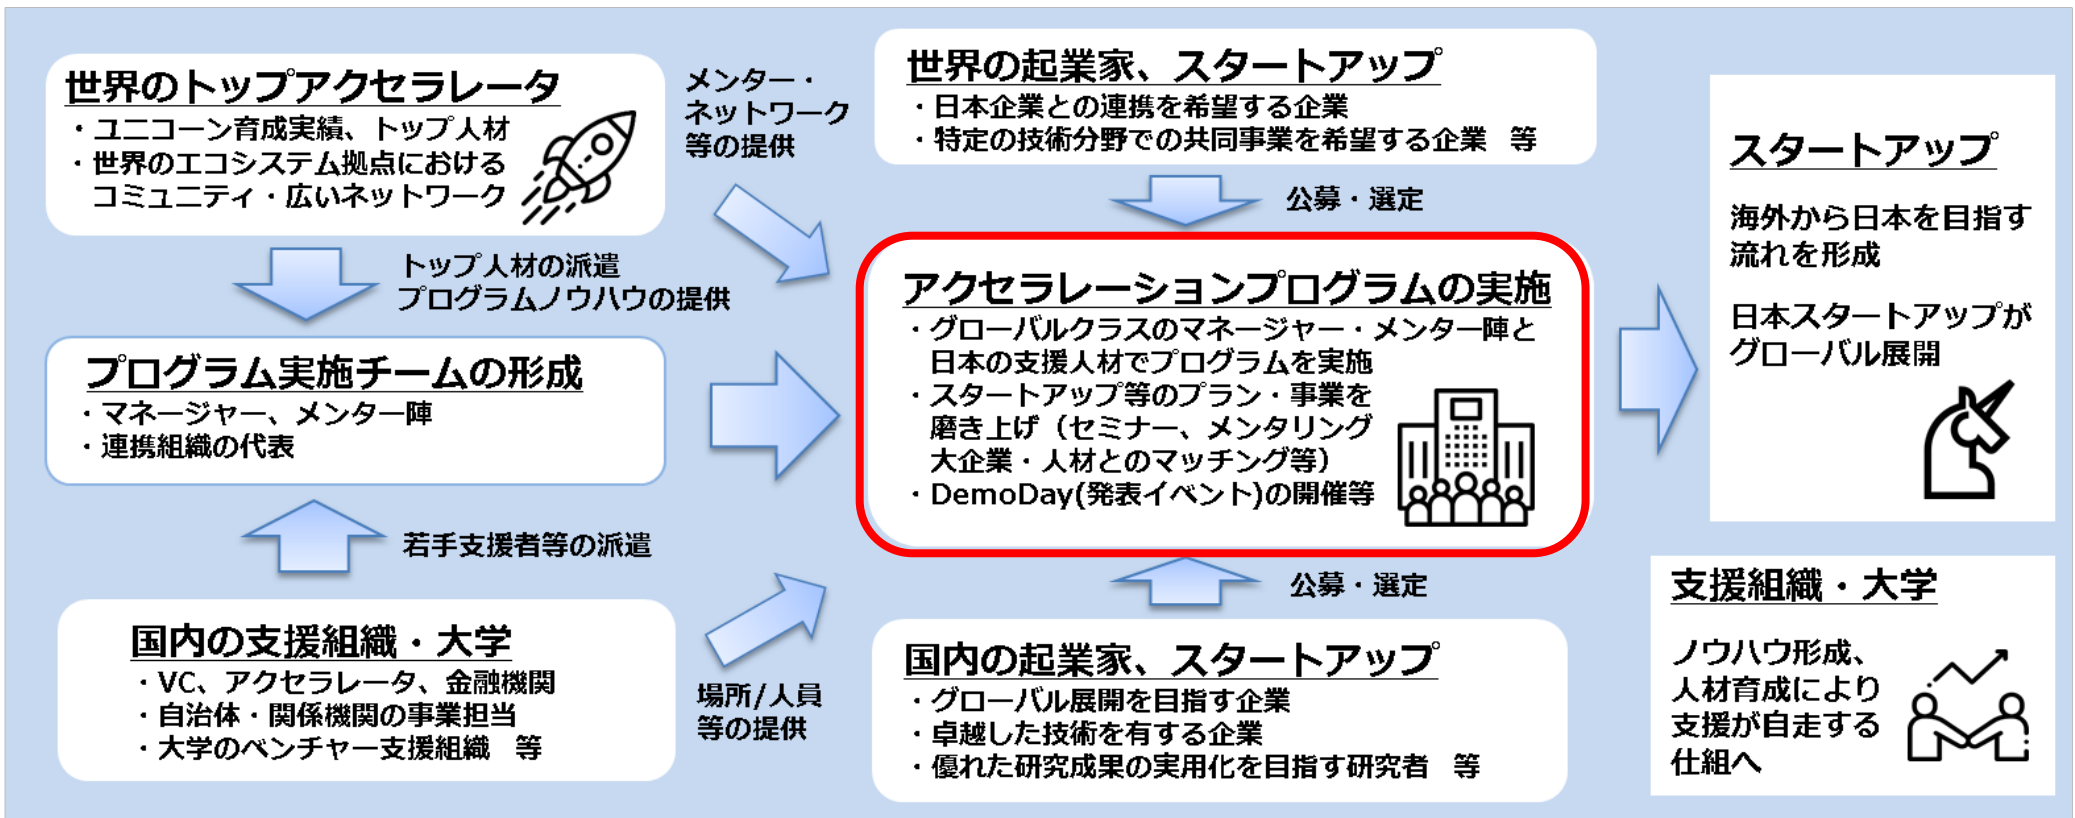 世界のトップアクセラレータ
・ユニコーン育成実績、トップ人材
・世界のエコシステム拠点における
コミュニティ・広いネットワーク
メンター・
ネットワーク
等の提供
トップ人材の派遣
プログラムノウハウの提供
プログラム実施チームの形成
・マネージャー、メンター陣
・連携組織の代表
若手支援者等の派遣
国内の支援組織・大学
・VC、アクセラレータ、金融機関
・自治体・関係機関の事業担当
・大学のベンチャー支援組織 等
場所/人員
等の提供
世界の起業家、スタートアップ
・日本企業との連携を希望する企業
・特定の技術分野での共同事業を希望する企業 等
公募・選定
アクセラレーションプログラムの実施
・グローバルクラスのマネージャー・メンター陣と
日本の支援人材でプログラムを実施
・スタートアップ等のプラン・事業を
磨き上げ（セミナー、メンタリング
大企業・人材とのマッチング等）
・DemoDay(発表イベント)の開催等
公募・選定
国内の起業家、スタートアップ
・グローバル展開を目指す企業
・卓越した技術を有する企業
・優れた研究成果の実用化を目指す研究者 等
スタートアップ
海外から日本を目指す
流れを形成
日本スタートアップが
グローバル展開
支援組織・大学
ノウハウ形成、
人材育成により
支援が自走する
仕組へ